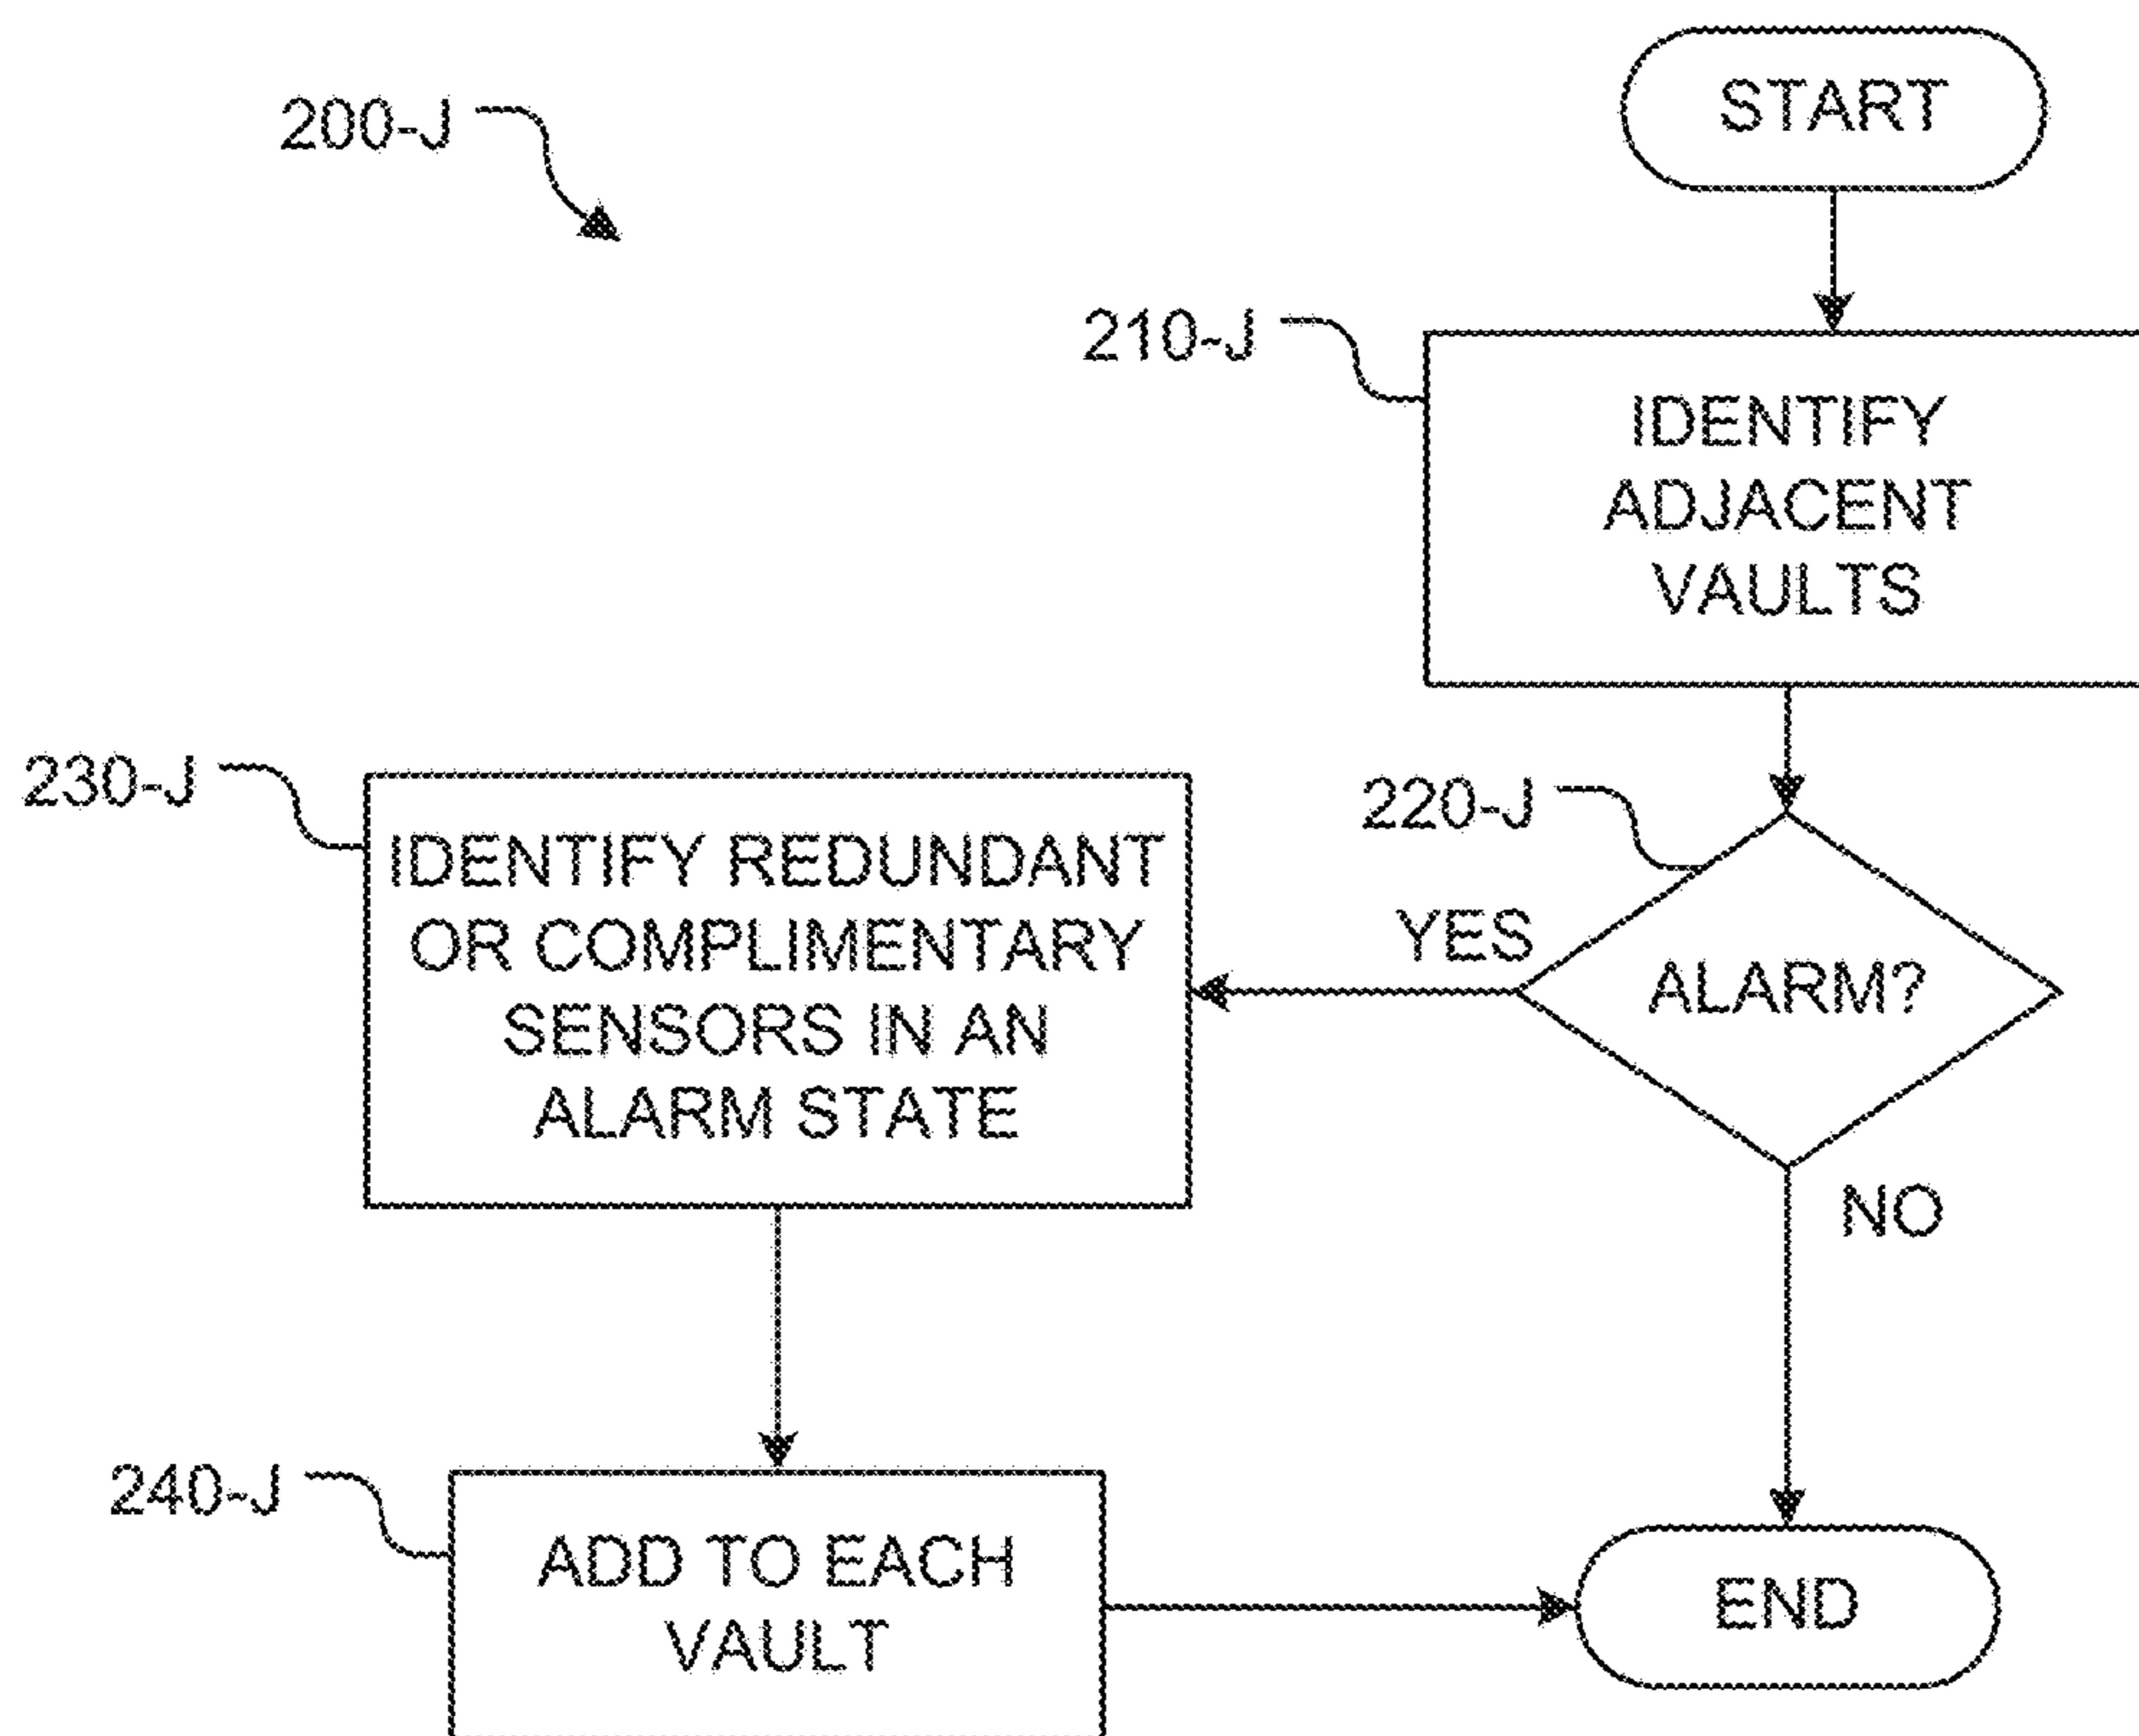 200-J
START
210-J
IDENTIFY
ADJACENT
VAULTS
220-J
ALARM?
YES
NO
230-J
IDENTIFY REDUNDANT
OR COMPLIMENTARY
SENSORS IN AN
ALARM STATE
240-J
ADD TO EACH
VAULT
END